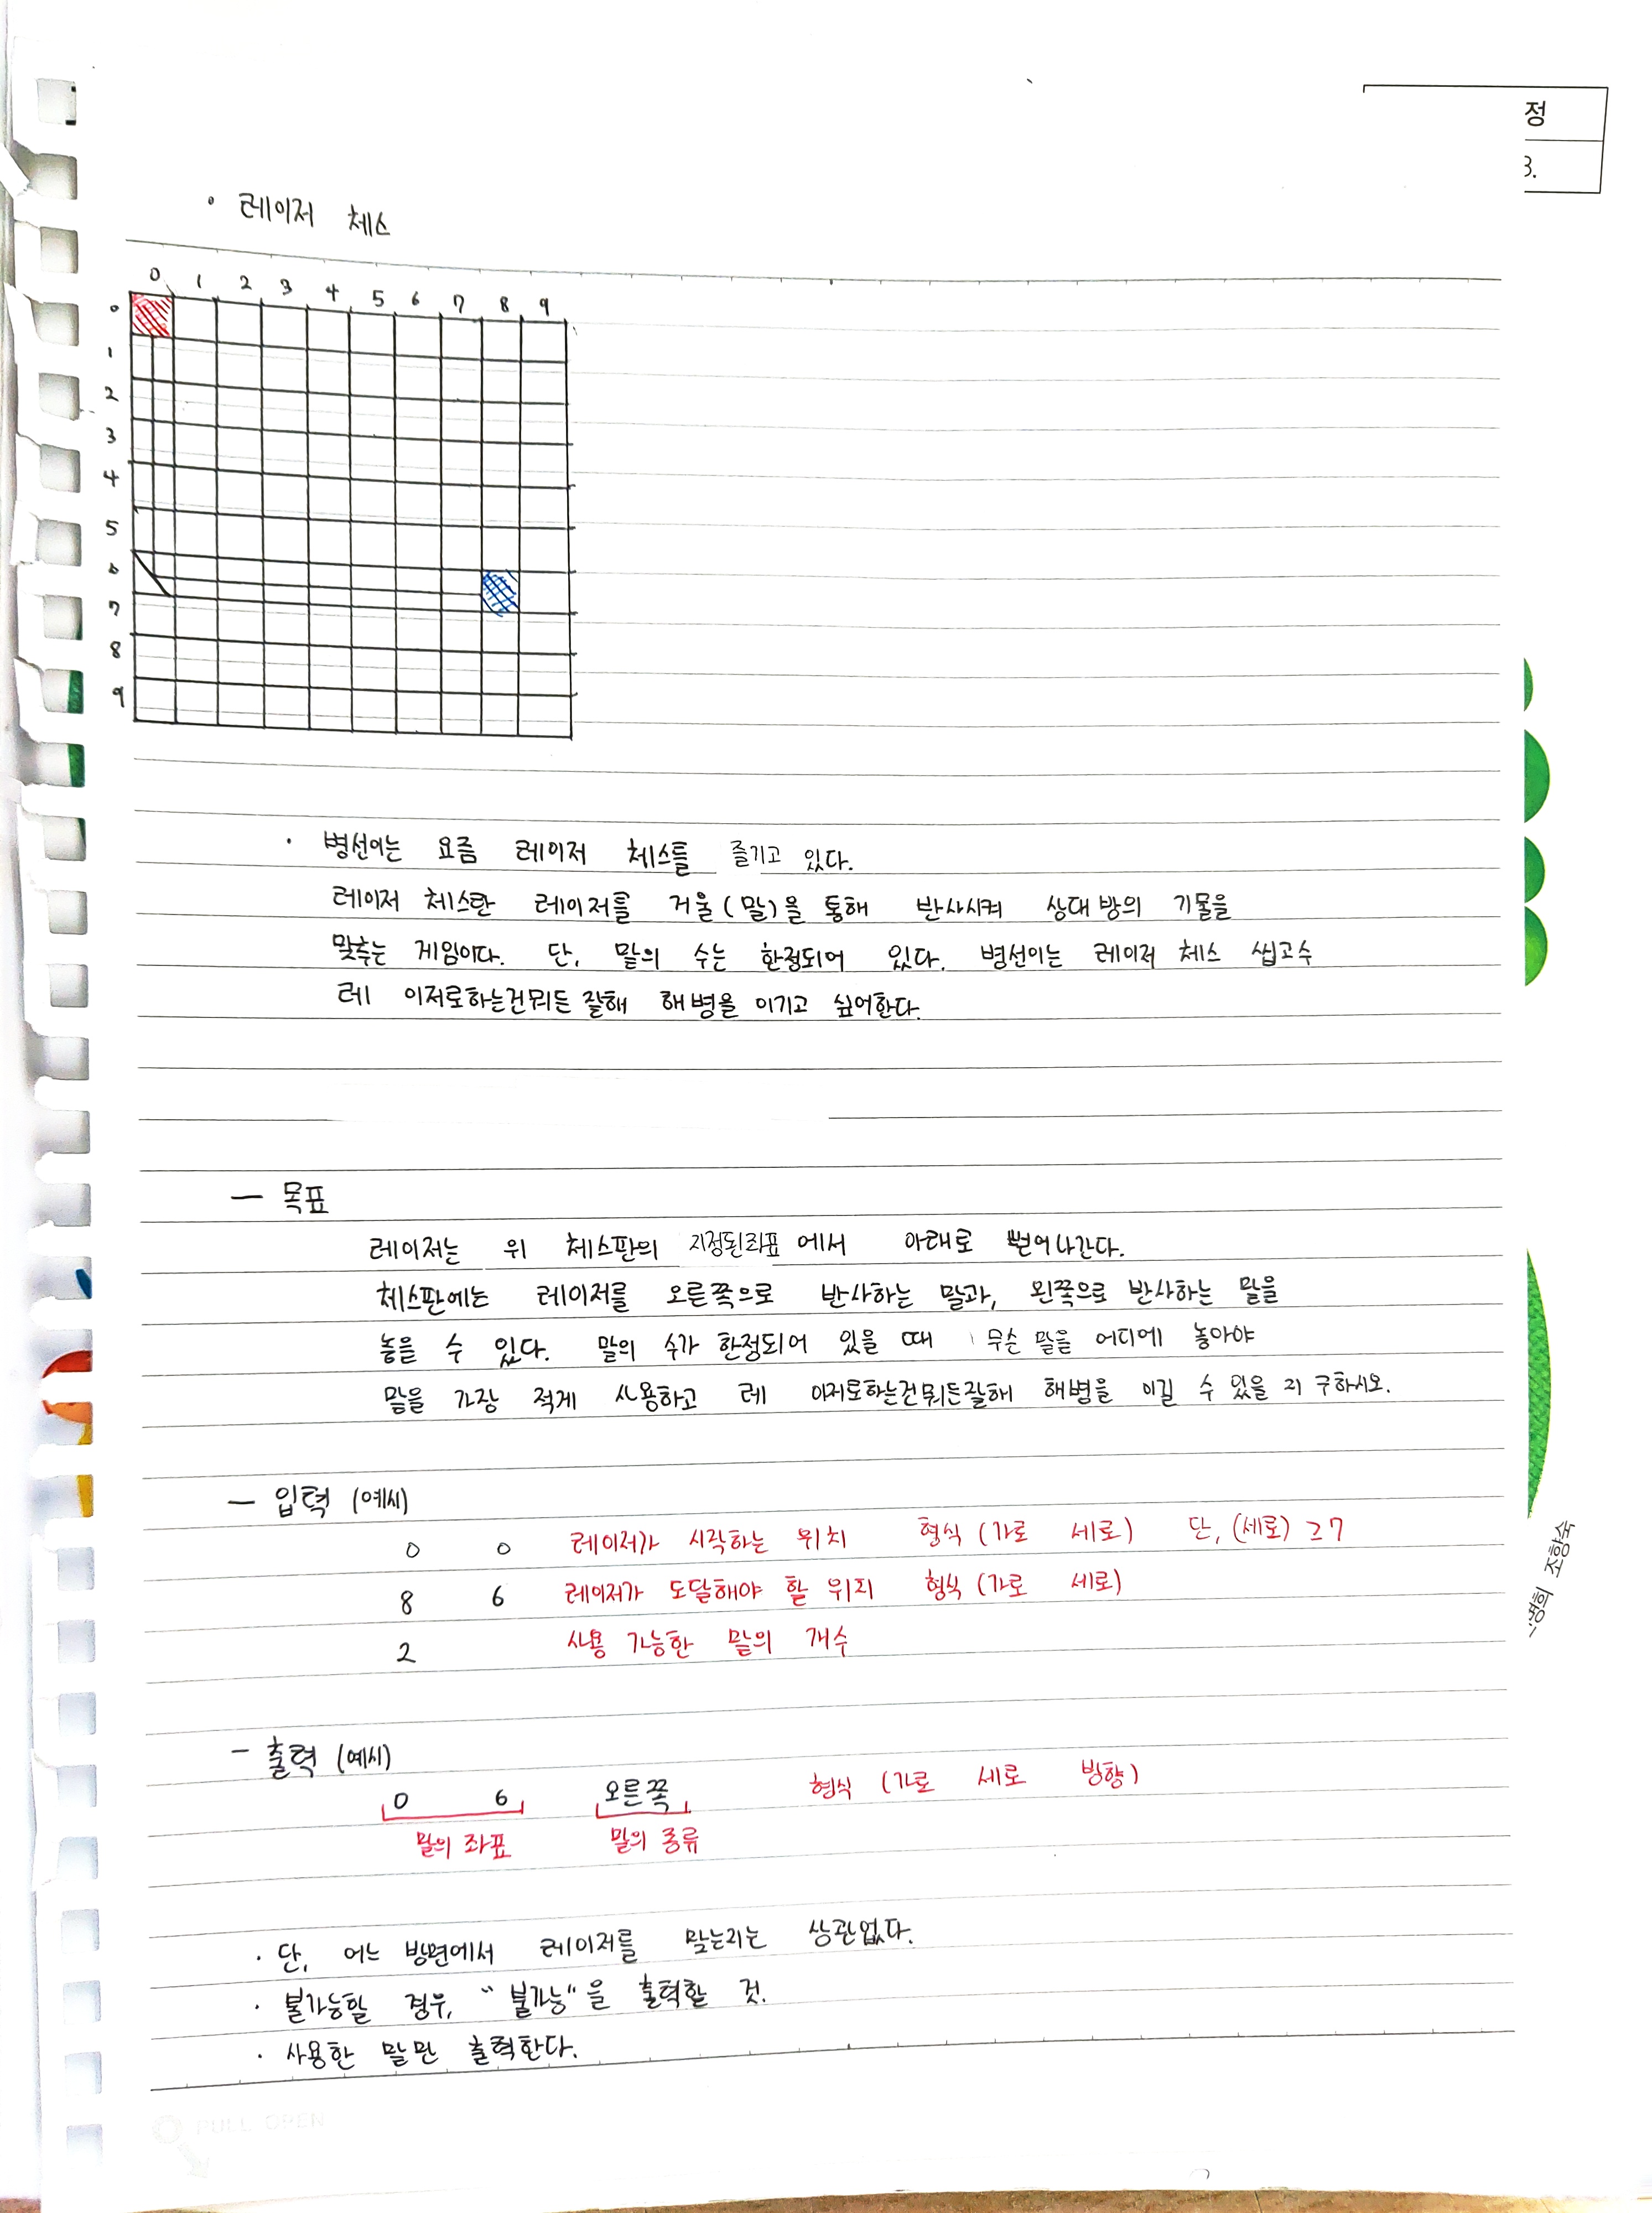 정
3.
· 레이저 체스
0 1 2 3 4 5 6 7 8 9
0
1
2
3
4
5
6
7
8
9
· 병선이는 요즘 레이저 체스를 즐기고 있다.
레이저 체스란 레이저를 거울(말)을 통해 반사시켜 상대방의 기물을
맞추는 게임이다. 단, 말의 수는 한정되어 있다. 병선이는 레이저 체스 씹고수
레 이저로하는건뭐든잘해 해병을 이기고 싶어한다.
- 목표
레이저는 위 체스판의 지정된좌표에서 아래로 뻗어나간다.
체스판에는 레이저를 오른쪽으로 반사하는 말과, 왼쪽으로 반사하는 말을
놓을 수 있다. 말의 수가 한정되어 있을 때, 무슨 말을 어디에 놓아야
말을 가장 적게 사용하고 레 이저로하는건뭐든잘해 해병을 이길 수 있을 지 구하시오.
- 입력 (예시)
0 0 레이저가 시작하는 위치 형식 (가로 세로) 단, (세로) ≥7
8 6 레이저가 도달해야 할 위치 형식 (가로 세로)
2 사용 가능한 말의 개수
- 출력 (예시)
0 6 오른쪽 형식 (가로 세로 방향)
말의 좌표 말의 종류
· 단, 어느 방면에서 레이저를 맞는지는 상관없다.
· 불가능할 경우, "불가능"을 출력할 것.
· 사용한 말만 출력한다.
PULL OPEN
조항숙